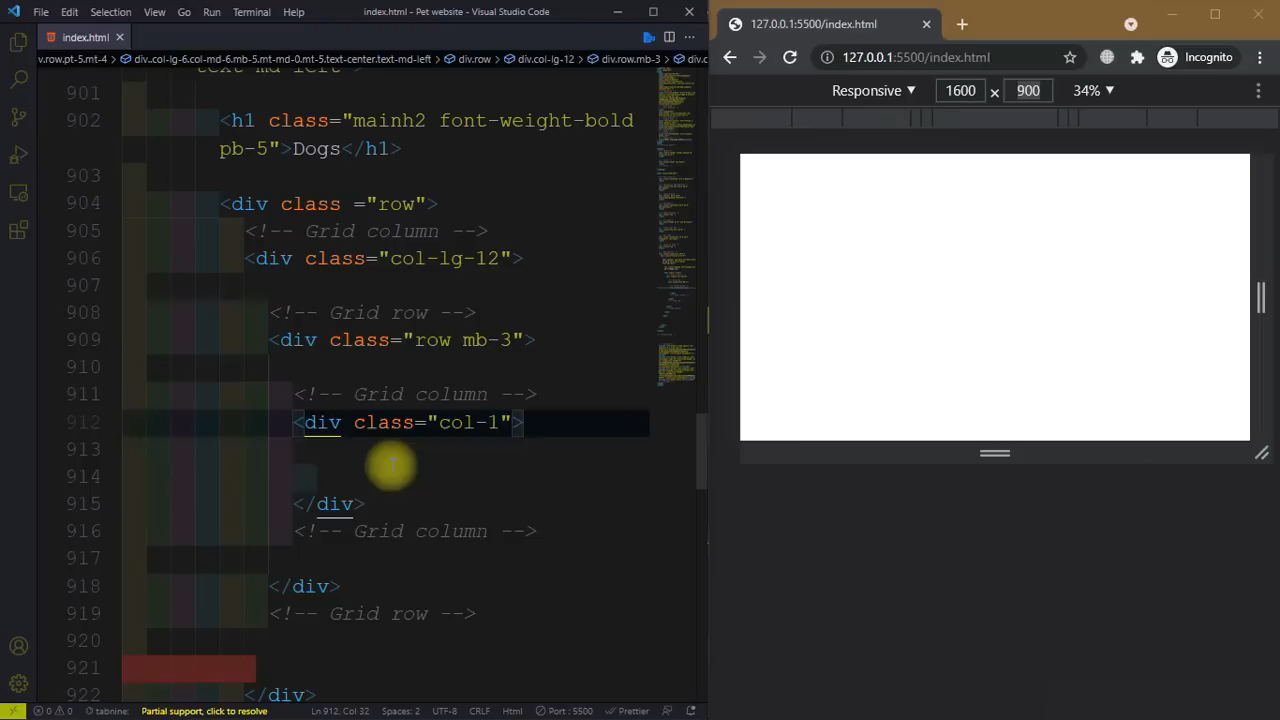 File Edit Selection View Go Run Terminal Help index.html - Pet website - Visual Studio Code
127.0.0.1:5500/index.html
index.html
127.0.0.1:5500/index.html Incognito
v.row.pt-5.mt-4 > div.col-lg-6.col-md-6.mb-5.mt-md-0.mt-5.text-center.text-md-left > div.row > div.col-lg-12 > div.row.mb-3 >
Responsive 1600 × 900 34%
text-md-left">
901
902 <h1 class="mainh2 font-weight-bold
pb-5">Dogs</h1>
903
904 <div class ="row">
905 <!-- Grid column -->
906 <div class="col-lg-12">
907
908 <!-- Grid row -->
909 <div class="row mb-3">
910
911 <!-- Grid column -->
912 <div class="col-1">
913
914
915 </div>
916 <!-- Grid column -->
917
918 </div>
919 <!-- Grid row -->
920
921
922 </div>
0 0 tabnine: Partial support, click to resolve Ln 912, Col 32 Spaces: 2 UTF-8 CRLF Html Port : 5500 Prettier